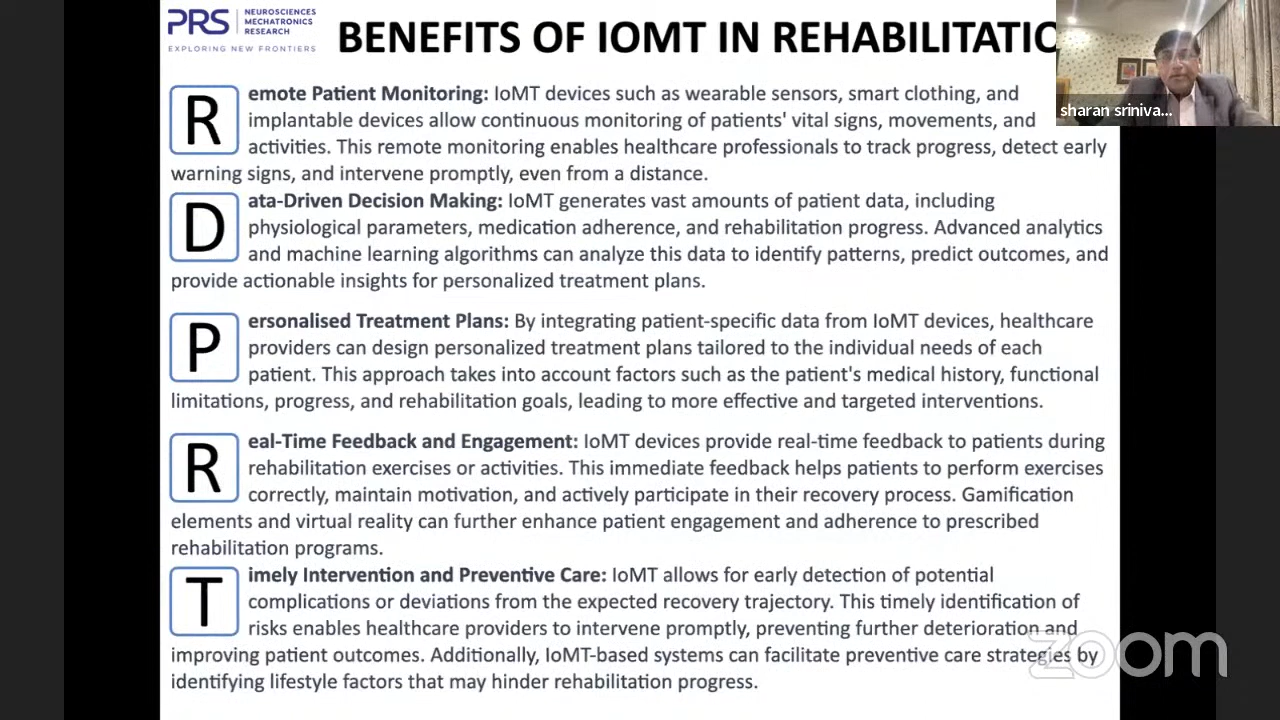 PRS
NEUROSCIENCES
MECHATRONICS
RESEARCH
EXPLORING NEW FRONTIERS
BENEFITS OF IOMT IN REHABILITATIO
sharan sriniva...
Remote Patient Monitoring: IoMT devices such as wearable sensors, smart clothing, and
implantable devices allow continuous monitoring of patients' vital signs, movements, and
activities. This remote monitoring enables healthcare professionals to track progress, detect early
warning signs, and intervene promptly, even from a distance.
Data-Driven Decision Making: IoMT generates vast amounts of patient data, including
physiological parameters, medication adherence, and rehabilitation progress. Advanced analytics
and machine learning algorithms can analyze this data to identify patterns, predict outcomes, and
provide actionable insights for personalized treatment plans.
Personalised Treatment Plans: By integrating patient-specific data from IoMT devices, healthcare
providers can design personalized treatment plans tailored to the individual needs of each
patient. This approach takes into account factors such as the patient's medical history, functional
limitations, progress, and rehabilitation goals, leading to more effective and targeted interventions.
Real-Time Feedback and Engagement: IoMT devices provide real-time feedback to patients during
rehabilitation exercises or activities. This immediate feedback helps patients to perform exercises
correctly, maintain motivation, and actively participate in their recovery process. Gamification
elements and virtual reality can further enhance patient engagement and adherence to prescribed
rehabilitation programs.
Timely Intervention and Preventive Care: IoMT allows for early detection of potential
complications or deviations from the expected recovery trajectory. This timely identification of
risks enables healthcare providers to intervene promptly, preventing further deterioration and
improving patient outcomes. Additionally, IoMT-based systems can facilitate preventive care strategies by
identifying lifestyle factors that may hinder rehabilitation progress.
zoom